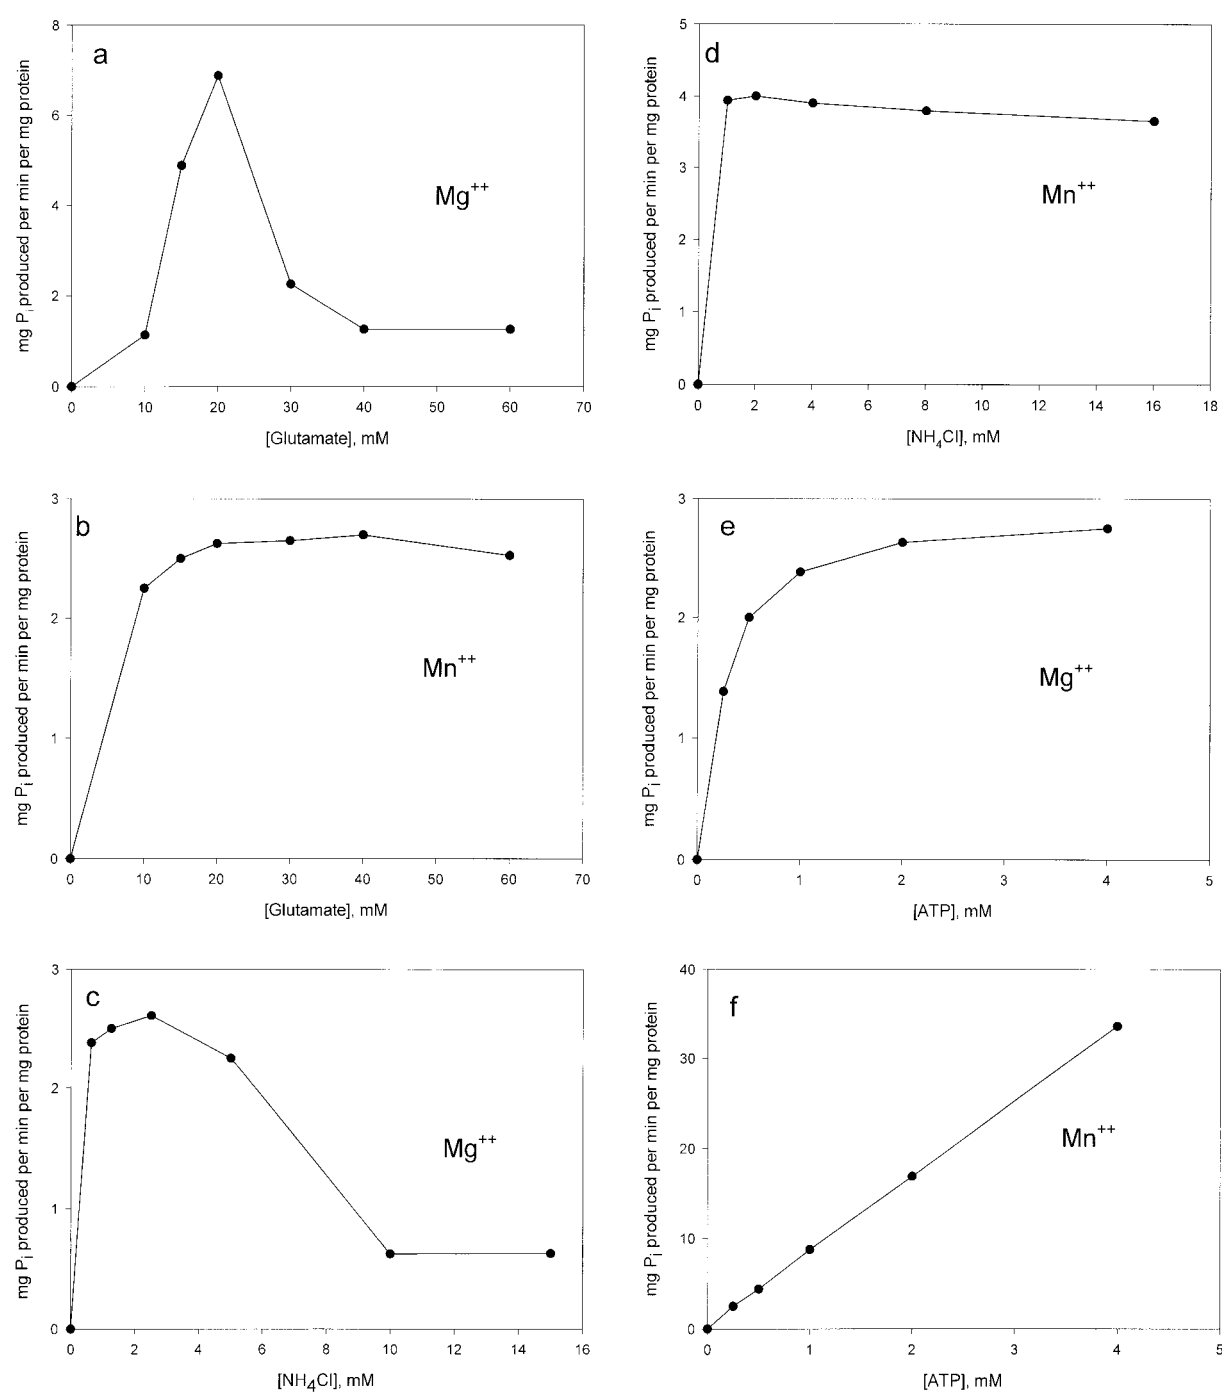 a
mg Pᵢ produced per min per mg protein
8
6
4
2
0
Mg⁺⁺
0 10 20 30 40 50 60 70
[Glutamate], mM
d
mg Pᵢ produced per min per mg protein
5
4
3
2
1
0
Mn⁺⁺
0 2 4 6 8 10 12 14 16 18
[NH₄Cl], mM
b
mg Pᵢ produced per min per mg protein
3
2
1
0
Mn⁺⁺
0 10 20 30 40 50 60 70
[Glutamate], mM
e
mg Pᵢ produced per min per mg protein
3
2
1
0
Mg⁺⁺
0 1 2 3 4 5
[ATP], mM
c
mg Pᵢ produced per min per mg protein
3
2
1
0
Mg⁺⁺
0 2 4 6 8 10 12 14 16
[NH₄Cl], mM
f
mg Pᵢ produced per min per mg protein
40
30
20
10
0
Mn⁺⁺
0 1 2 3 4 5
[ATP], mM